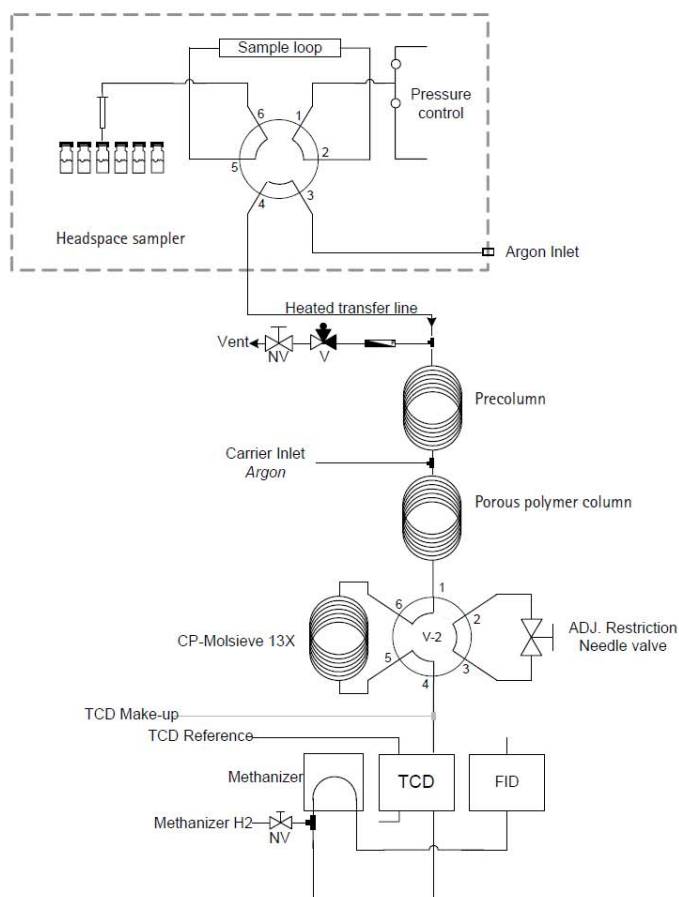 Sample loop
Pressure
control
6
1
5
2
4
3
Headspace sampler
Argon Inlet
Heated transfer line
Vent
NV
V
Precolumn
Carrier Inlet
Argon
Porous polymer column
1
6
2
V-2
CP-Molsieve 13X
5
3
4
ADJ. Restriction
Needle valve
TCD Make-up
TCD Reference
Methanizer
TCD
FID
Methanizer H2
NV